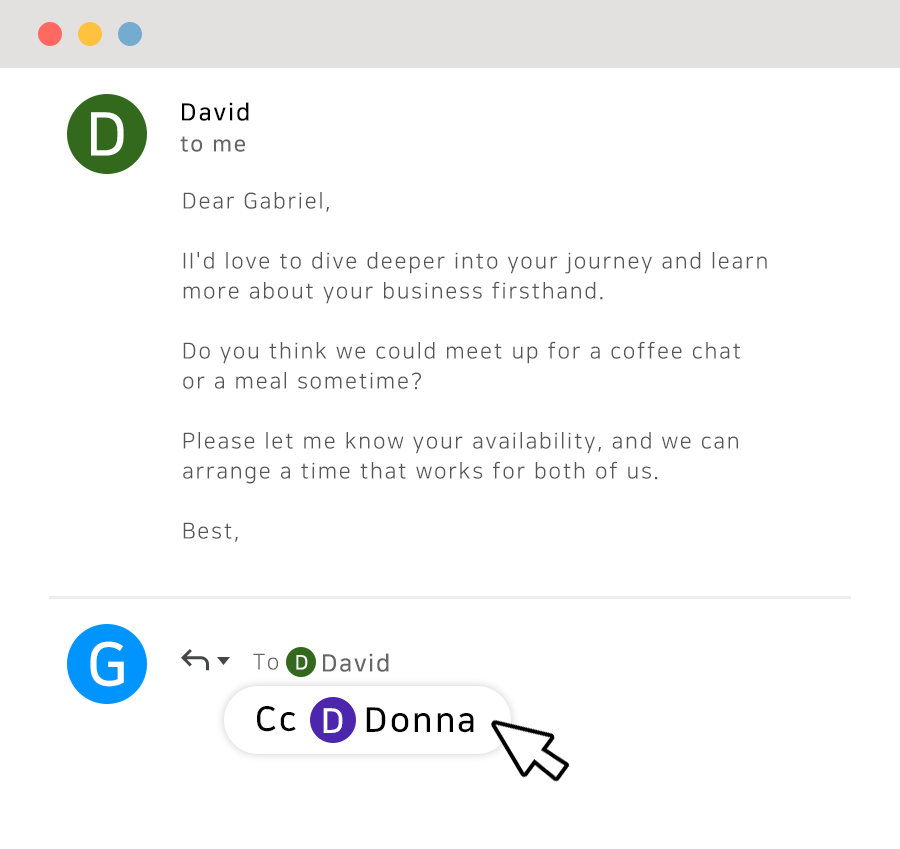 D
David
to me
Dear Gabriel,
II'd love to dive deeper into your journey and learn
more about your business firsthand.
Do you think we could meet up for a coffee chat
or a meal sometime?
Please let me know your availability, and we can
arrange a time that works for both of us.
Best,
G
To D David
Cc D Donna